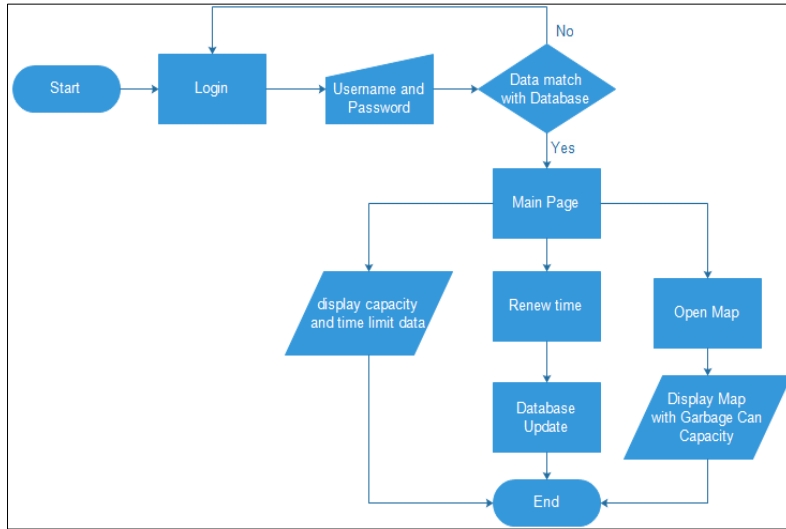 No
Start
Login
Username and
Password
Data match
with Database
Yes
Main Page
display capacity
and time limit data
Renew time
Open Map
Database
Update
Display Map
with Garbage Can
Capacity
End